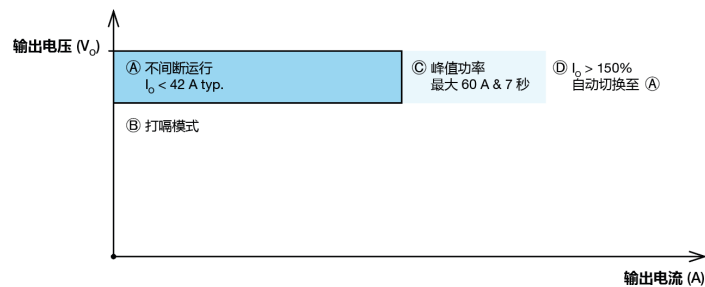 输出电压 (Vo)
Ⓐ 不间断运行
Io < 42 A typ.
Ⓒ 峰值功率
最大 60 A & 7 秒
Ⓓ Io > 150%
自动切换至 Ⓐ
Ⓑ 打嗝模式
输出电流 (A)